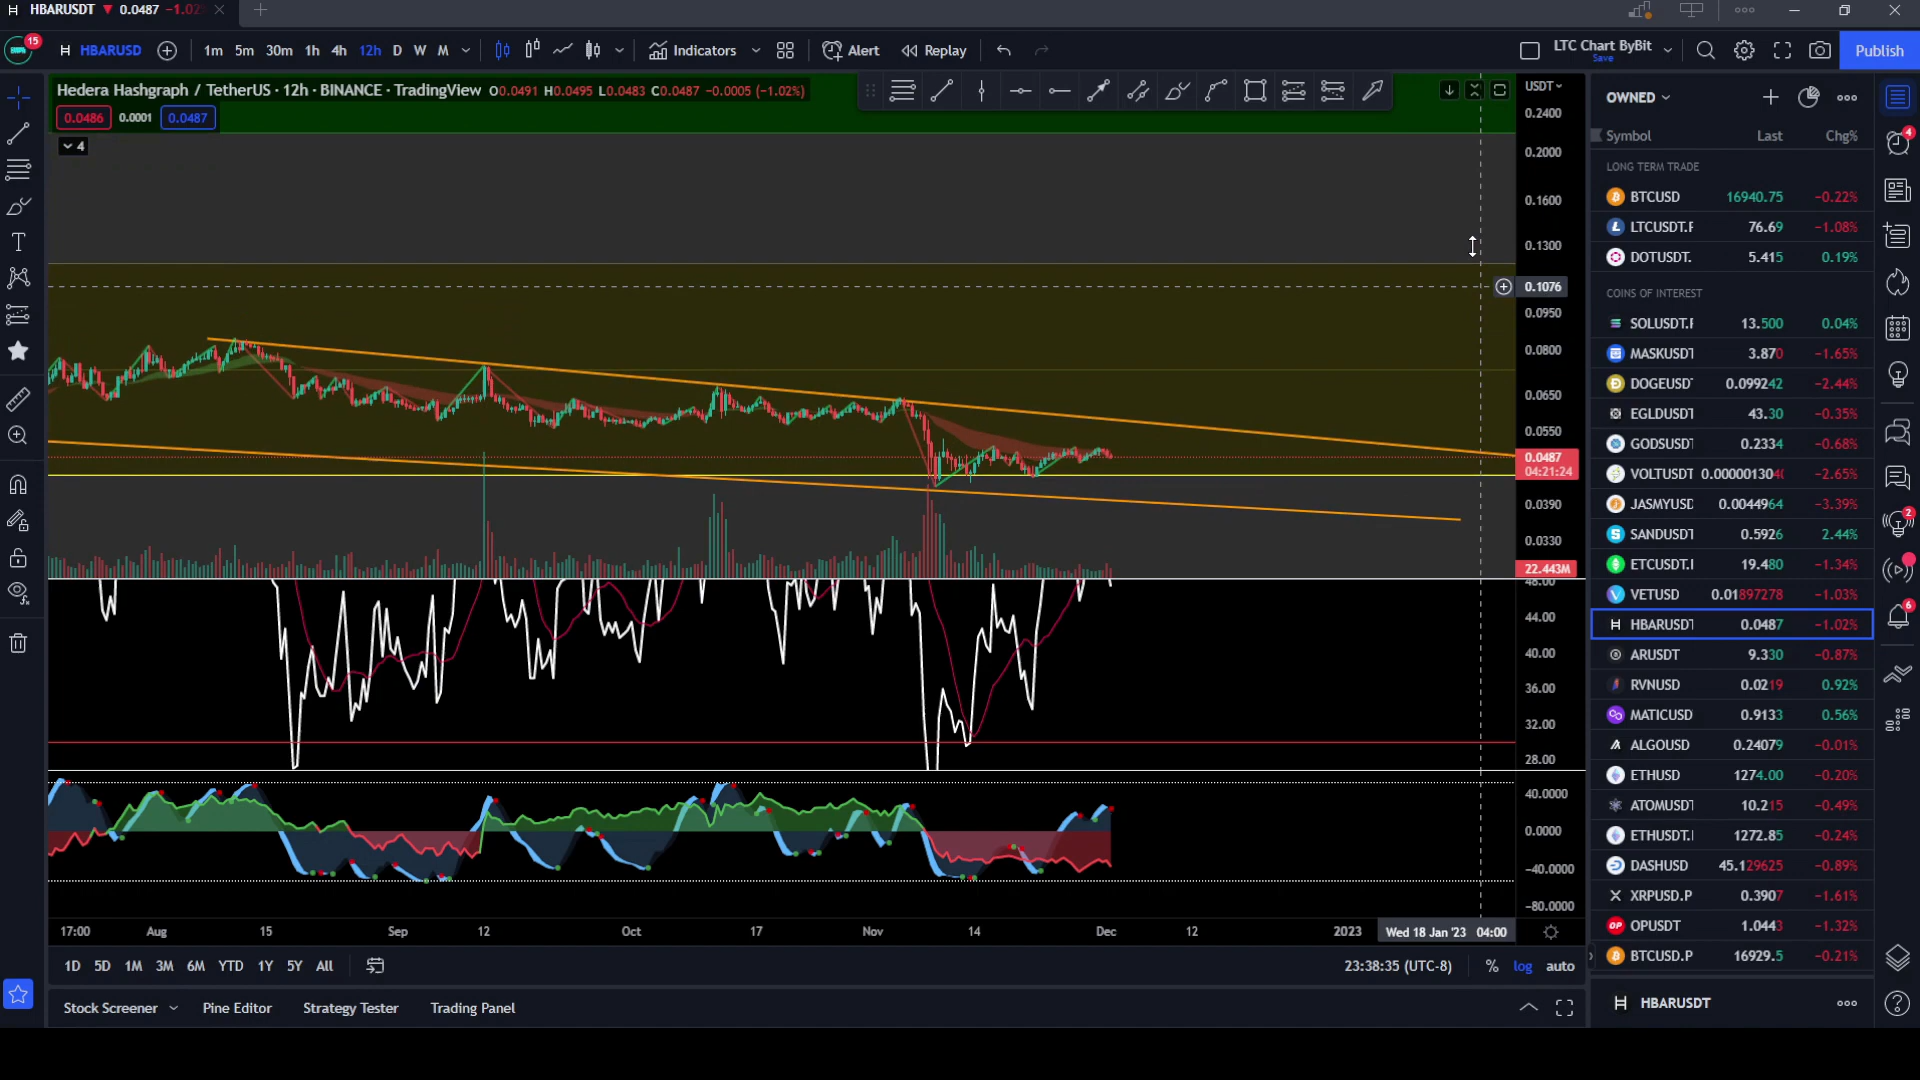 HBARUSDT ▼ 0.0487 −1.02
15 HBARUSD 1m 5m 30m 1h 4h 12h D W M Indicators Alert Replay LTC Chart ByBit Save Publish
Hedera Hashgraph / TetherUS · 12h · BINANCE · TradingView O0.0491 H0.0495 L0.0483 C0.0487 −0.0005 (−1.02%)
0.0486 0.0001 0.0487
4
USDT
0.2400
0.2000
0.1600
0.1300
0.1076
0.0950
0.0800
0.0650
0.0550
0.0487
04:21:24
0.0390
0.0330
22.443M
48.00
44.00
40.00
36.00
32.00
28.00
40.0000
0.0000
−40.0000
−80.0000
17:00 Aug 15 Sep 12 Oct 17 Nov 14 Dec 12 2023 Wed 18 Jan '23 04:00
1D 5D 1M 3M 6M YTD 1Y 5Y All 23:38:35 (UTC-8) % log auto
Stock Screener Pine Editor Strategy Tester Trading Panel
OWNED
Symbol Last Chg%
LONG TERM TRADE
BTCUSD 16940.75 −0.22%
LTCUSDT.F 76.69 −1.08%
DOTUSDT. 5.415 0.19%
COINS OF INTEREST
SOLUSDT.F 13.500 0.04%
MASKUSDT 3.870 −1.65%
DOGEUSD 0.099242 −2.44%
EGLDUSDT 43.30 −0.35%
GODSUSDT 0.2334 −0.68%
VOLTUSDT 0.0000013040 −2.65%
JASMYUSD 0.0044964 −3.39%
SANDUSDT 0.5926 2.44%
ETCUSDT.I 19.480 −1.34%
VETUSD 0.01897278 −1.03%
HBARUSDT 0.0487 −1.02%
ARUSDT 9.330 −0.87%
RVNUSD 0.0219 0.92%
MATICUSD 0.9133 0.56%
ALGOUSD 0.24079 −0.01%
ETHUSD 1274.00 −0.20%
ATOMUSDT 10.215 −0.49%
ETHUSDT.I 1272.85 −0.24%
DASHUSD 45.129625 −0.89%
XRPUSD.P 0.3907 −1.61%
OPUSDT 1.0443 −1.32%
BTCUSD.P 16929.5 −0.21%
HBARUSDT
4
2
6